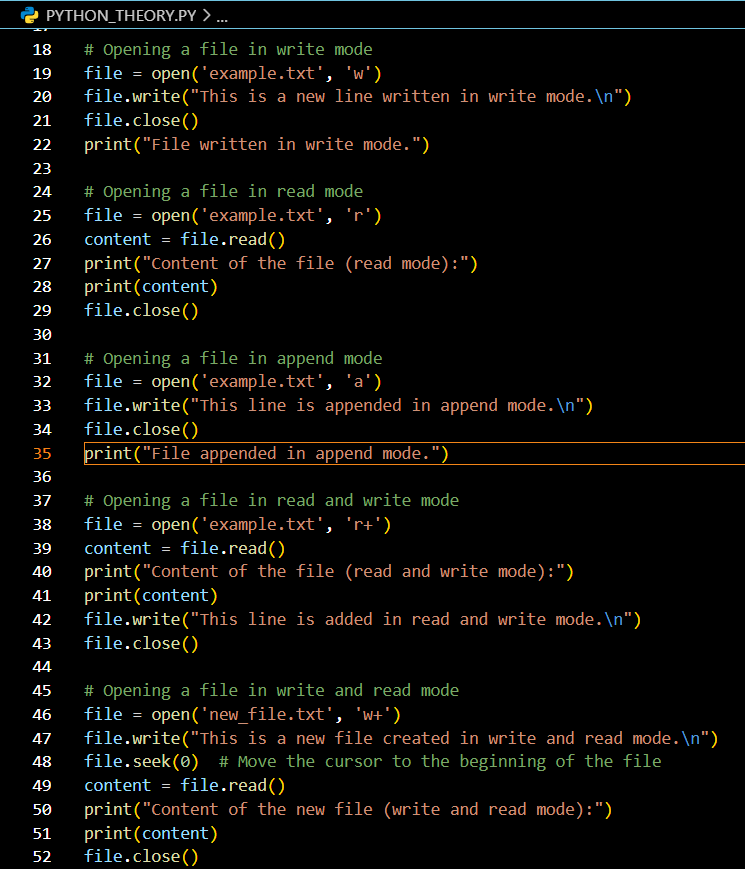 PYTHON_THEORY.PY > ...
17
18 # Opening a file in write mode
19 file = open('example.txt', 'w')
20 file.write("This is a new line written in write mode.\n")
21 file.close()
22 print("File written in write mode.")
23
24 # Opening a file in read mode
25 file = open('example.txt', 'r')
26 content = file.read()
27 print("Content of the file (read mode):")
28 print(content)
29 file.close()
30
31 # Opening a file in append mode
32 file = open('example.txt', 'a')
33 file.write("This line is appended in append mode.\n")
34 file.close()
35 print("File appended in append mode.")
36
37 # Opening a file in read and write mode
38 file = open('example.txt', 'r+')
39 content = file.read()
40 print("Content of the file (read and write mode):")
41 print(content)
42 file.write("This line is added in read and write mode.\n")
43 file.close()
44
45 # Opening a file in write and read mode
46 file = open('new_file.txt', 'w+')
47 file.write("This is a new file created in write and read mode.\n")
48 file.seek(0)  # Move the cursor to the beginning of the file
49 content = file.read()
50 print("Content of the new file (write and read mode):")
51 print(content)
52 file.close()